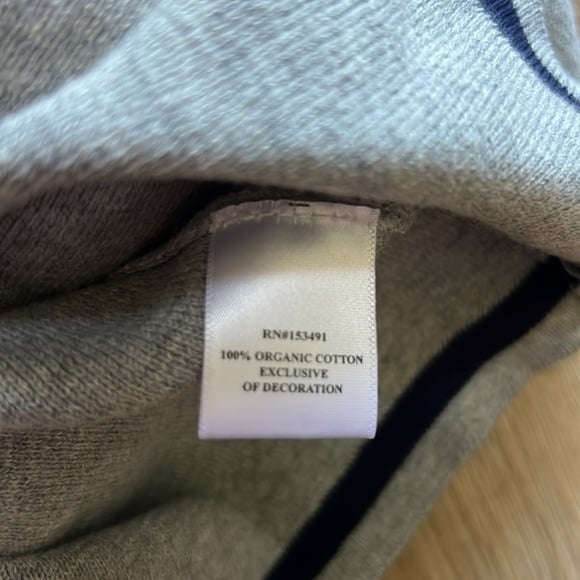 RN#153491
100% ORGANIC COTTON
EXCLUSIVE
OF DECORATION